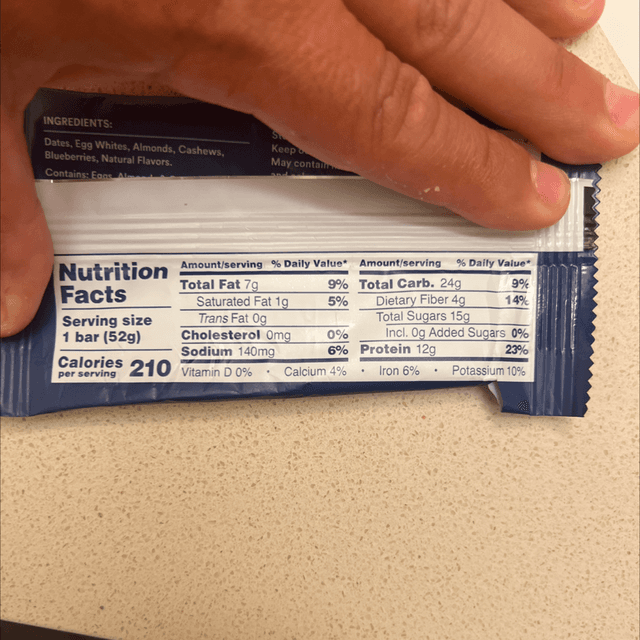 INGREDIENTS:
Dates, Egg Whites, Almonds, Cashews,
Blueberries, Natural Flavors.
Contains: Eggs,
Keep
May contain
Nutrition
Facts
Serving size
1 bar (52g)
Calories 210
per serving
Amount/serving % Daily Value*
Total Fat 7g 9%
Saturated Fat 1g 5%
Trans Fat 0g
Cholesterol 0mg 0%
Sodium 140mg 6%
Amount/serving % Daily Value*
Total Carb. 24g 9%
Dietary Fiber 4g 14%
Total Sugars 15g
Incl. 0g Added Sugars 0%
Protein 12g 23%
Vitamin D 0% • Calcium 4% • Iron 6% • Potassium 10%